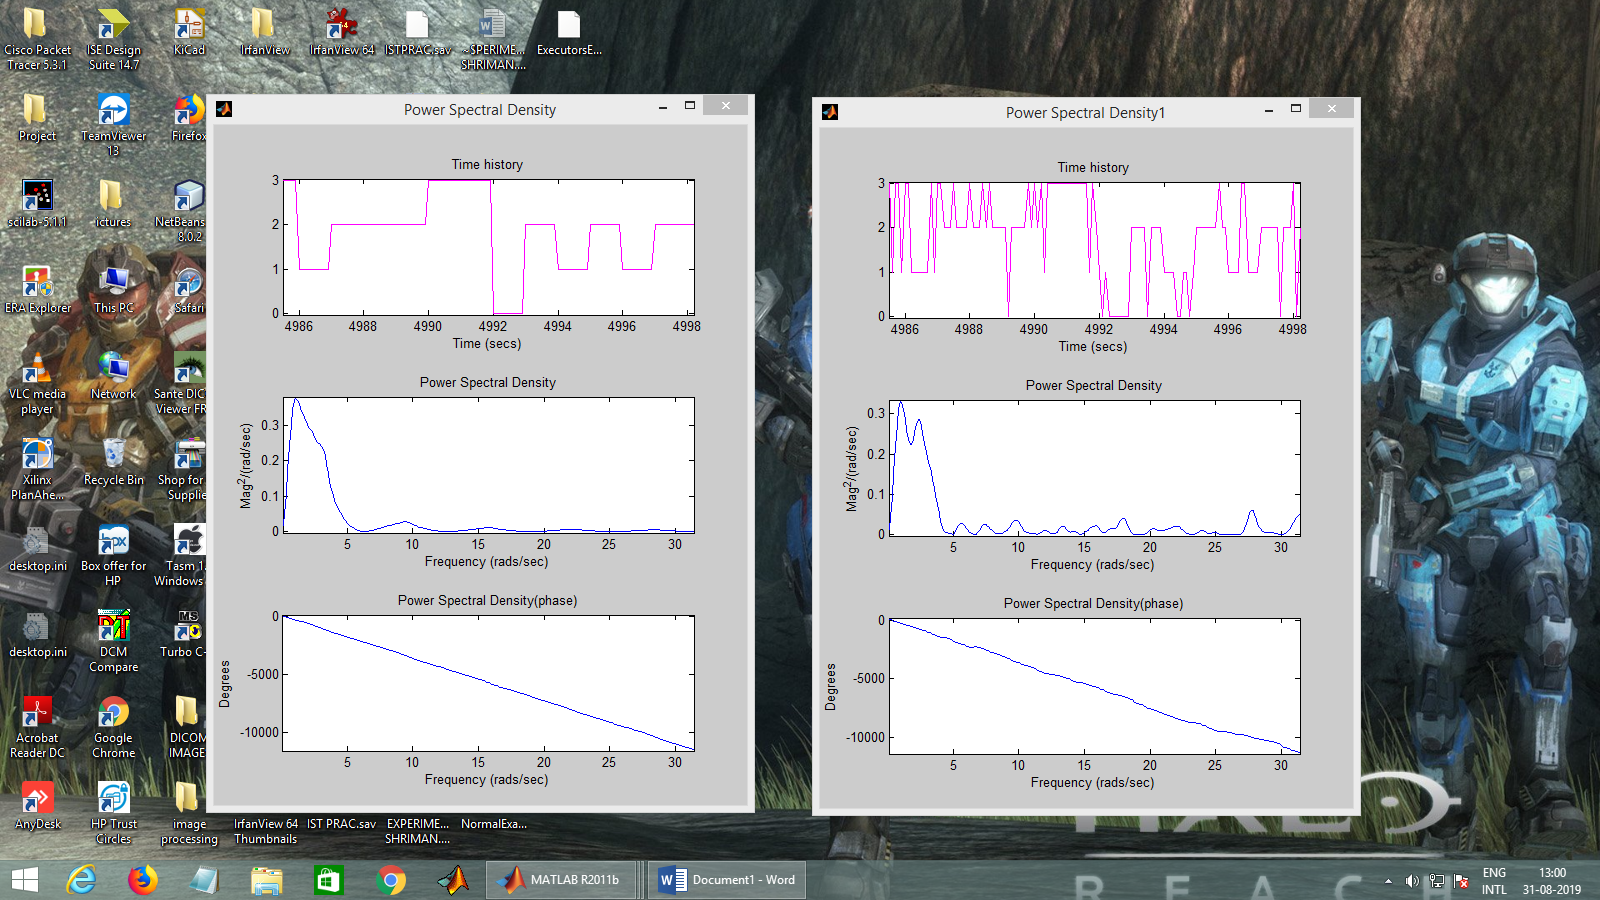 Cisco Packet
Tracer 5.3.1
ISE Design
Suite 14.7
KiCad
IrfanView
IrfanView 64
ISTPRAC.sav
~$PERIME...
SHRIMAN....
ExecutorsE...
Project
TeamViewer
13
Firefox
scilab-5.1.1
ictures
NetBeans
8.0.2
ERA Explorer
This PC
Safari
VLC media
player
Network
Sante DIC
Viewer FR
Xilinx
PlanAhe...
Recycle Bin
Shop for
Supplie
desktop.ini
Box offer for
HP
Tasm 1.
Windows
desktop.ini
DCM
Compare
Turbo C-
Acrobat
Reader DC
Google
Chrome
DICOM
IMAGE
AnyDesk
HP Trust
Circles
image
processing
IrfanView 64
Thumbnails
IST PRAC.sav
EXPERIME...
SHRIMAN....
NormalExa...
Power Spectral Density
Time history
3
2
1
0
4986 4988 4990 4992 4994 4996 4998
Time (secs)
Power Spectral Density
Mag²/(rad/sec)
0.3
0.2
0.1
0
5 10 15 20 25 30
Frequency (rads/sec)
Power Spectral Density(phase)
Degrees
0
-5000
-10000
5 10 15 20 25 30
Frequency (rads/sec)
Power Spectral Density1
Time history
3
2
1
0
4986 4988 4990 4992 4994 4996 4998
Time (secs)
Power Spectral Density
Mag²/(rad/sec)
0.3
0.2
0.1
0
5 10 15 20 25 30
Frequency (rads/sec)
Power Spectral Density(phase)
Degrees
0
-5000
-10000
5 10 15 20 25 30
Frequency (rads/sec)
REACH
MATLAB R2011b
Document1 - Word
ENG
INTL
13:00
31-08-2019